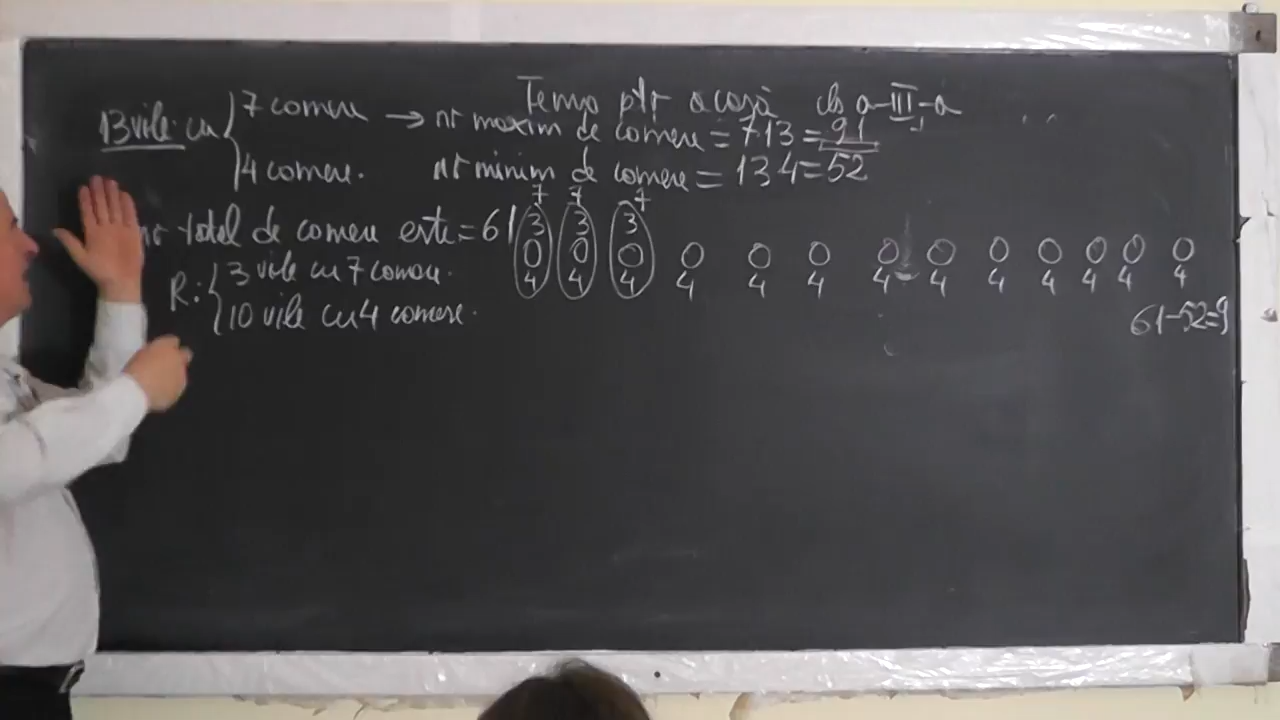 Tema ptr acasă cls a-III-a
13 vile cu { 7 camere → nr maxim de camere = 7·13 = 91
4 camere. nr minim de camere = 13·4 = 52
nr total de camere este = 61
7 7 7
3 3 3
0 0 0 0 0 0 0 0 0 0 0 0 0
4 4 4 4 4 4 4 4 4 4 4 4 4
R: { 3 vile cu 7 camere.
10 vile cu 4 camere.
61-52=9